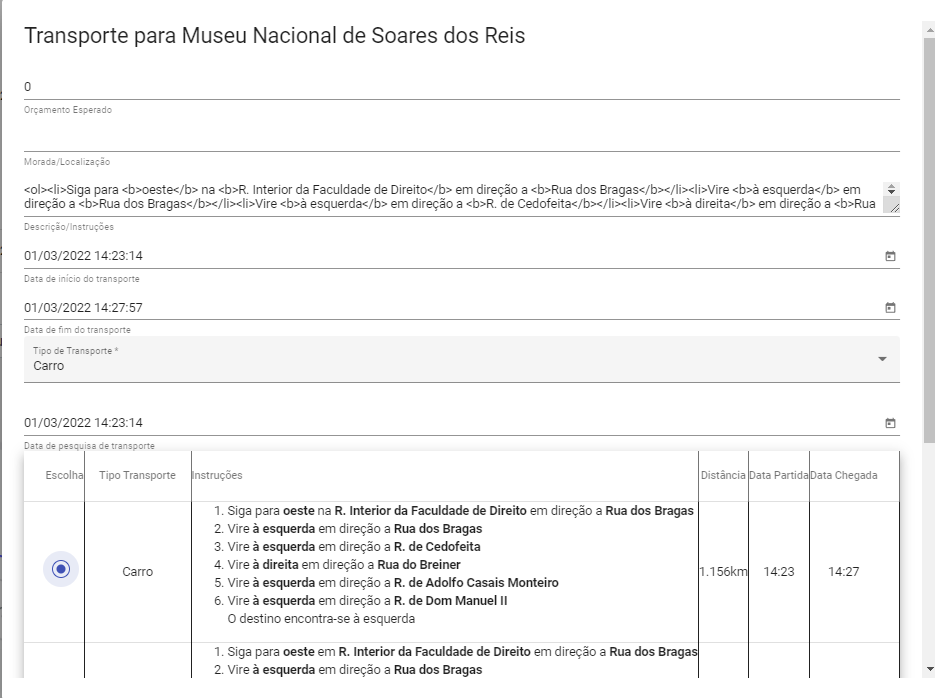 Transporte para Museu Nacional de Soares dos Reis
0
Orçamento Esperado
Morada/Localização
<ol><li>Siga para <b>oeste</b> na <b>R. Interior da Faculdade de Direito</b> em direção a <b>Rua dos Bragas</b></li><li>Vire <b>à esquerda</b> em
direção a <b>Rua dos Bragas</b></li><li>Vire <b>à esquerda</b> em direção a <b>R. de Cedofeita</b></li><li>Vire <b>à direita</b> em direção a <b>Rua
Descrição/Instruções
01/03/2022 14:23:14
Data de início do transporte
01/03/2022 14:27:57
Data de fim do transporte
Tipo de Transporte *
Carro
01/03/2022 14:23:14
Data de pesquisa de transporte
Escolha Tipo Transporte Instruções Distância Data Partida Data Chegada
1. Siga para oeste na R. Interior da Faculdade de Direito em direção a Rua dos Bragas
2. Vire à esquerda em direção a Rua dos Bragas
3. Vire à esquerda em direção a R. de Cedofeita
4. Vire à direita em direção a Rua do Breiner
5. Vire à esquerda em direção a R. de Adolfo Casais Monteiro
6. Vire à esquerda em direção a R. de Dom Manuel II
O destino encontra-se à esquerda
Carro 1.156km 14:23 14:27
1. Siga para oeste em R. Interior da Faculdade de Direito em direção a Rua dos Bragas
2. Vire à esquerda em direção a Rua dos Bragas